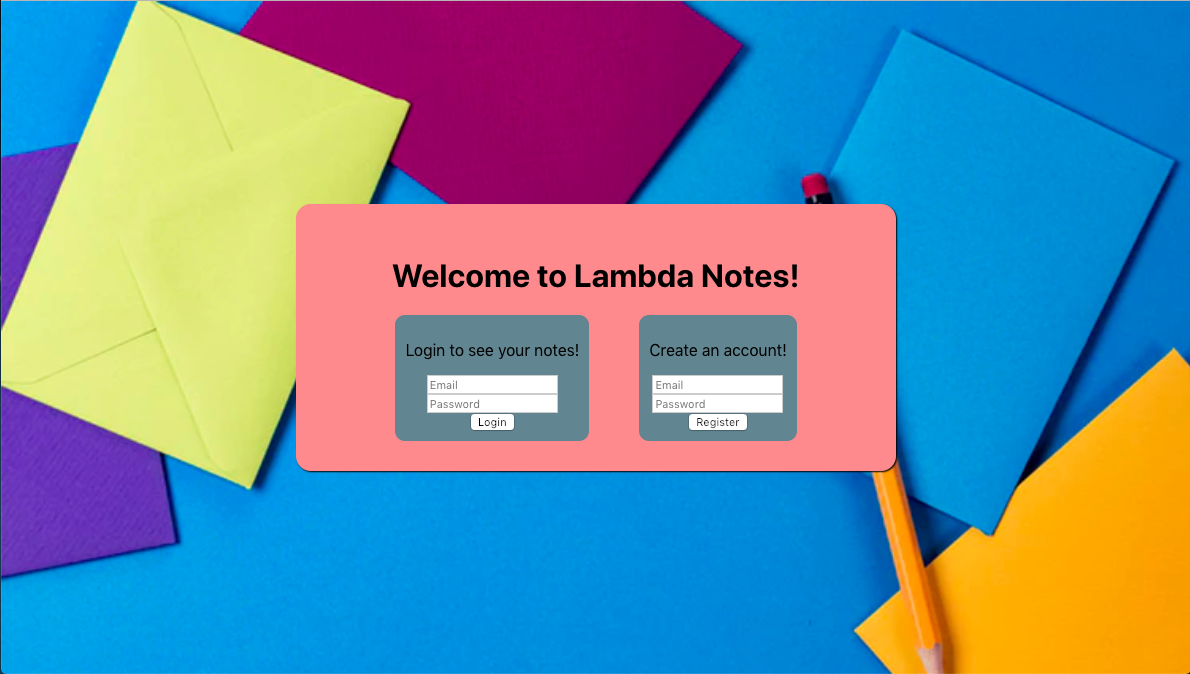 Welcome to Lambda Notes!
Login to see your notes!
Email
Password
Login
Create an account!
Email
Password
Register